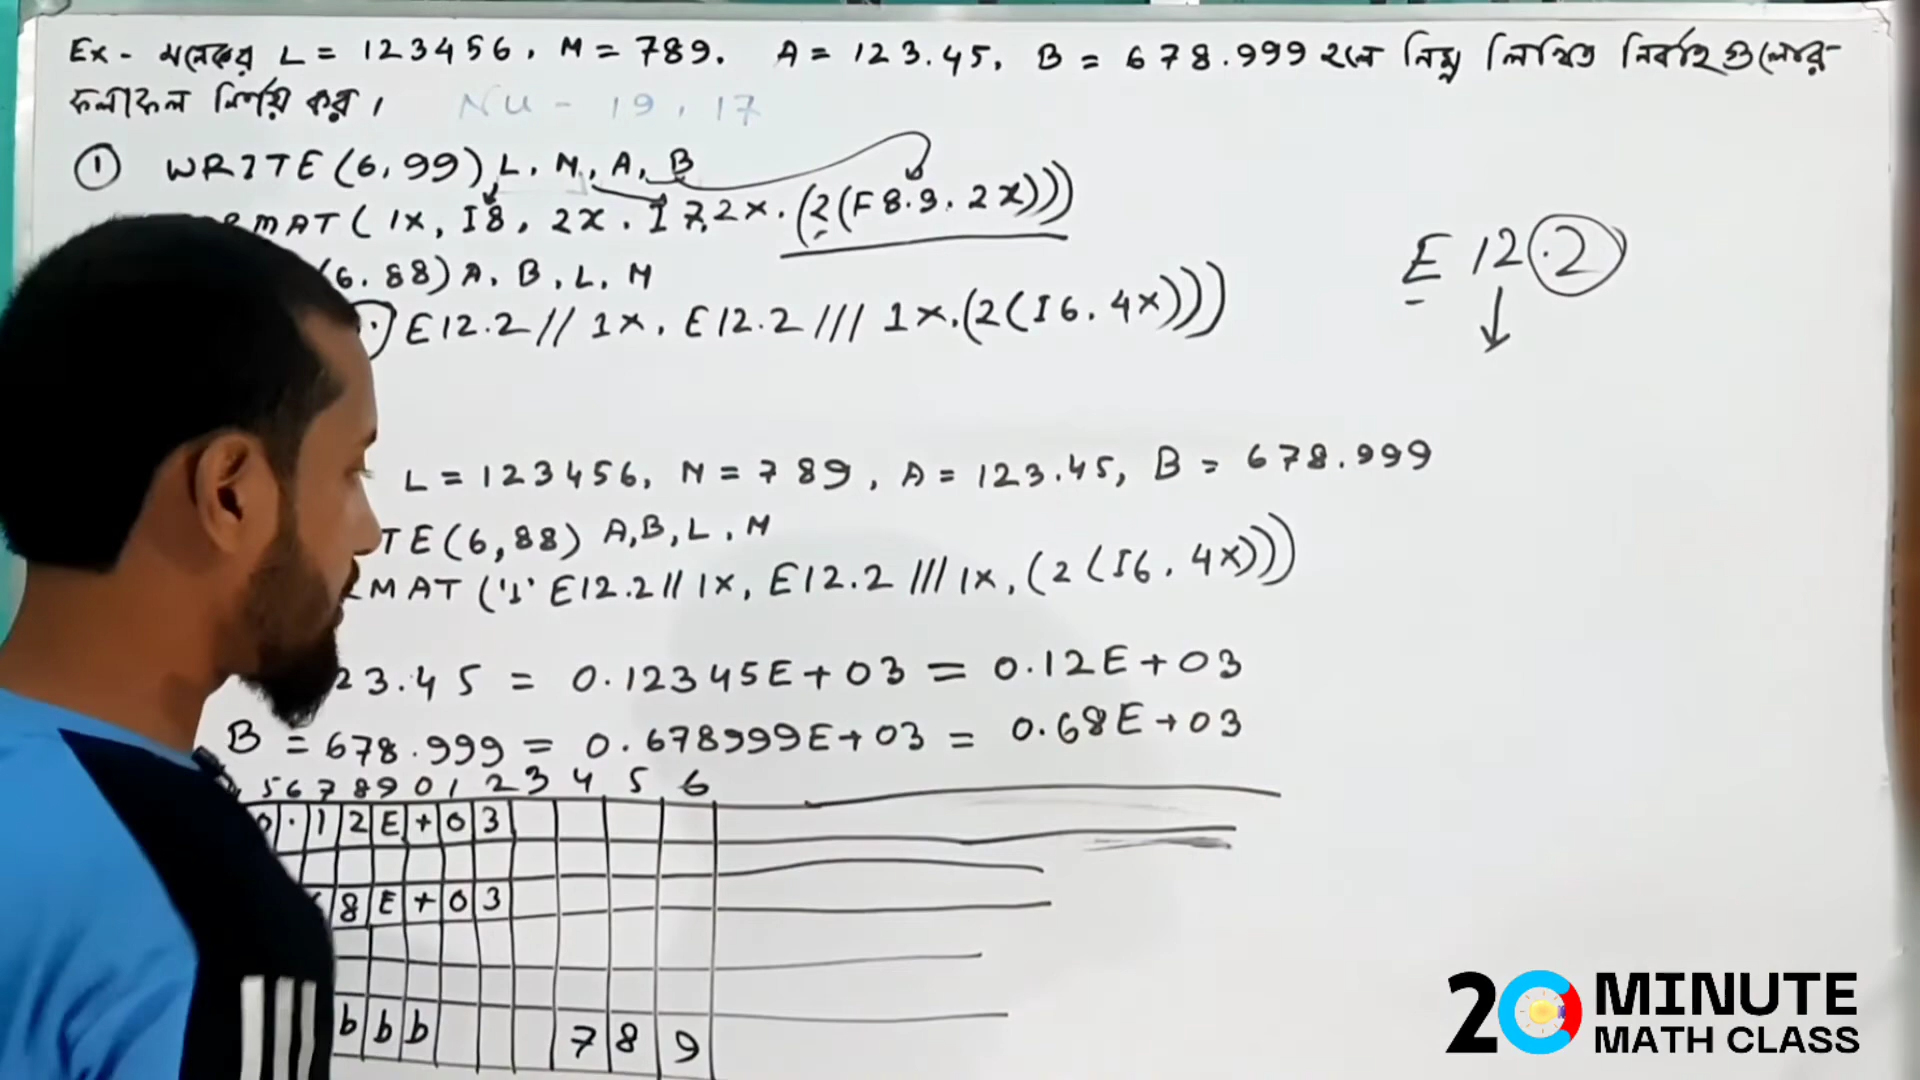 Ex- মনেকর L = 123456, M = 789. A = 123.45, B = 678.999 হলে নিম্ন লিখিত নির্বাহ গুলোর
ফলাফল নির্ণয় কর।
NU - 19, 17
① WRITE(6,99) L, M, A, B
RMAT( 1X, I8, 2X, I7, 2X, (2(F8.3, 2X)))
(6,88) A, B, L, M
E12.2// 1X, E12.2/// 1X,(2(I6, 4X)))
E 12.2
L = 123456, M = 789, A = 123.45, B = 678.999
TE(6,88) A,B,L,M
RMAT ('1' E12.2// 1X, E12.2 /// 1X, (2(I6, 4X)))
23.45 = 0.12345E+03 = 0.12E+03
B = 678.999 = 0.678999E+03 = 0.68E+03
5 6 7 8 9 0 1 2 3 4 5 6
0 . 1 2 E + 0 3
8 E + 0 3
b b b 7 8 9
20 MINUTE
MATH CLASS